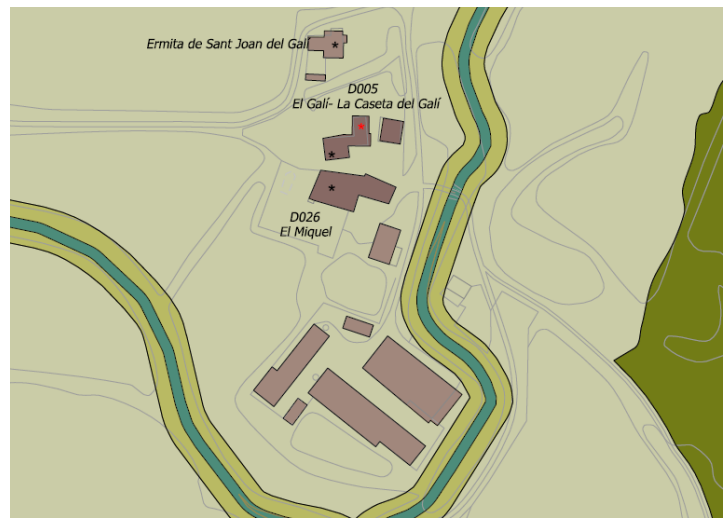 Ermita de Sant Joan del Galí
D005
El Galí- La Caseta del Galí
D026
El Miquel